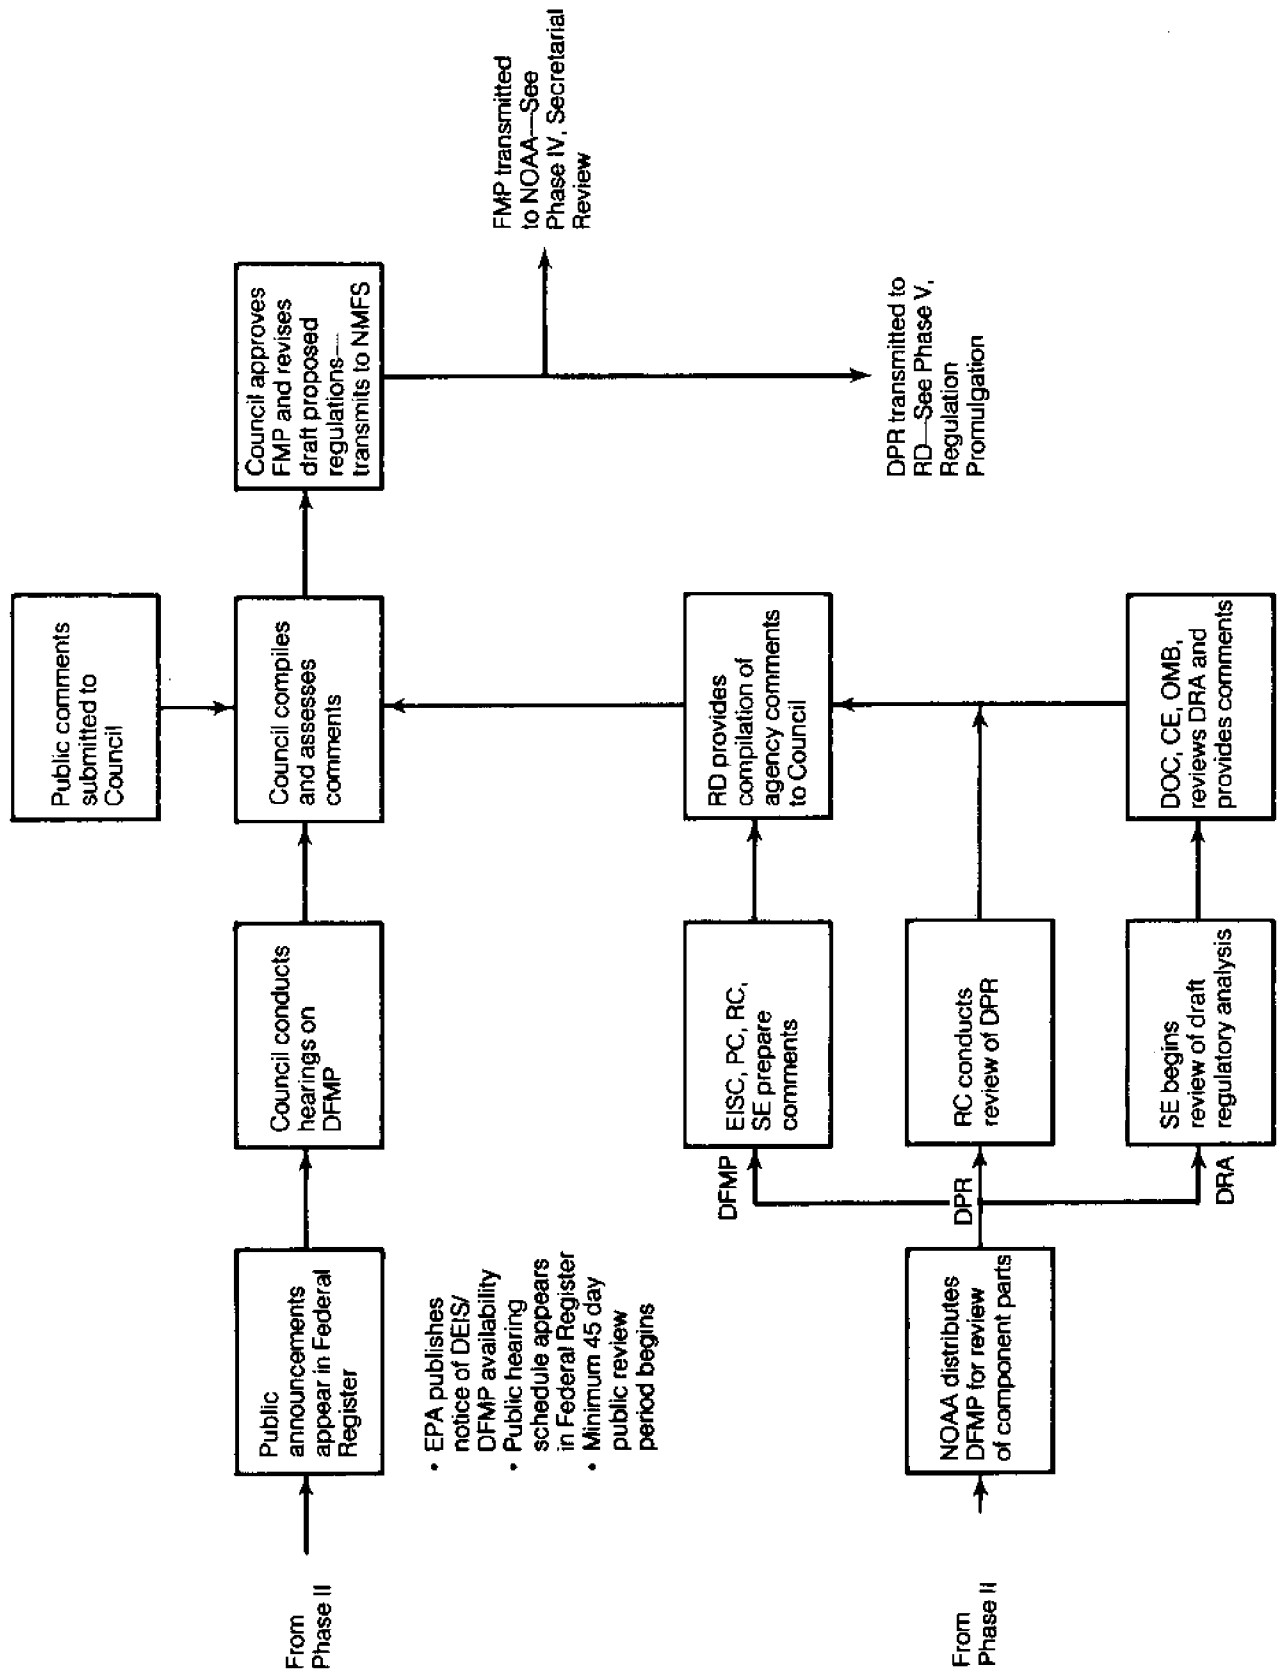 From
Phase II
Public
announcements
appear in Federal
Register
• EPA publishes
notice of DEIS/
DFMP availability
• Public hearing
schedule appears
in Federal Register
• Minimum 45 day
public review
period begins
Council conducts
hearings on
DFMP
Public comments
submitted to
Council
Council compiles
and assesses
comments
Council approves
FMP and revises
draft proposed
regulations—
transmits to NMFS
FMP transmitted
to NOAA—See
Phase IV, Secretarial
Review
DPR transmitted to
RD—See Phase V,
Regulation
Promulgation
From
Phase II
NOAA distributes
DFMP for review
of component parts
DFMP
DPR
DRA
EISC, PC, RC,
SE prepare
comments
RC conducts
review of DPR
SE begins
review of draft
regulatory analysis
RD provides
compilation of
agency comments
to Council
DOC, CE, OMB,
reviews DRA and
provides comments